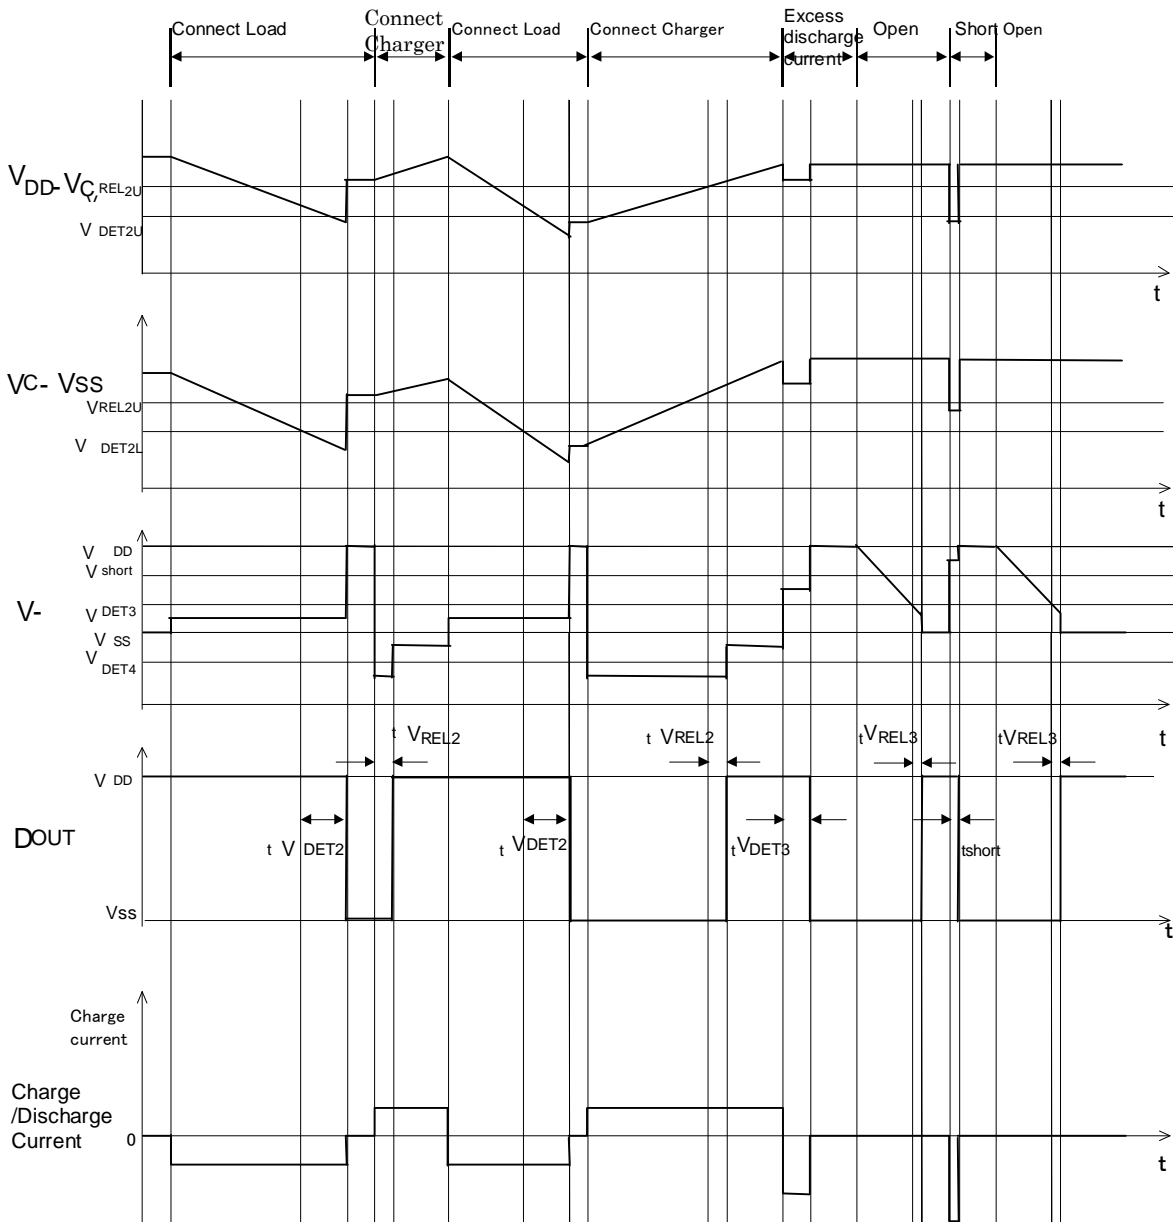 Connect Load
Connect
Charger
Connect Load
Connect Charger
Excess
discharge
current
Open
Short Open
VDD- VC,
VREL2U
V DET2U
t
VC- VSS
VREL2U
V DET2L
t
V-
V DD
V short
V DET3
V SS
V DET4
t
t VREL2
t VREL2
tVREL3
tVREL3
DOUT
V DD
t V DET2
t VDET2
tVDET3
tshort
VSS
t
Charge
current
Charge
/Discharge
Current
0
t